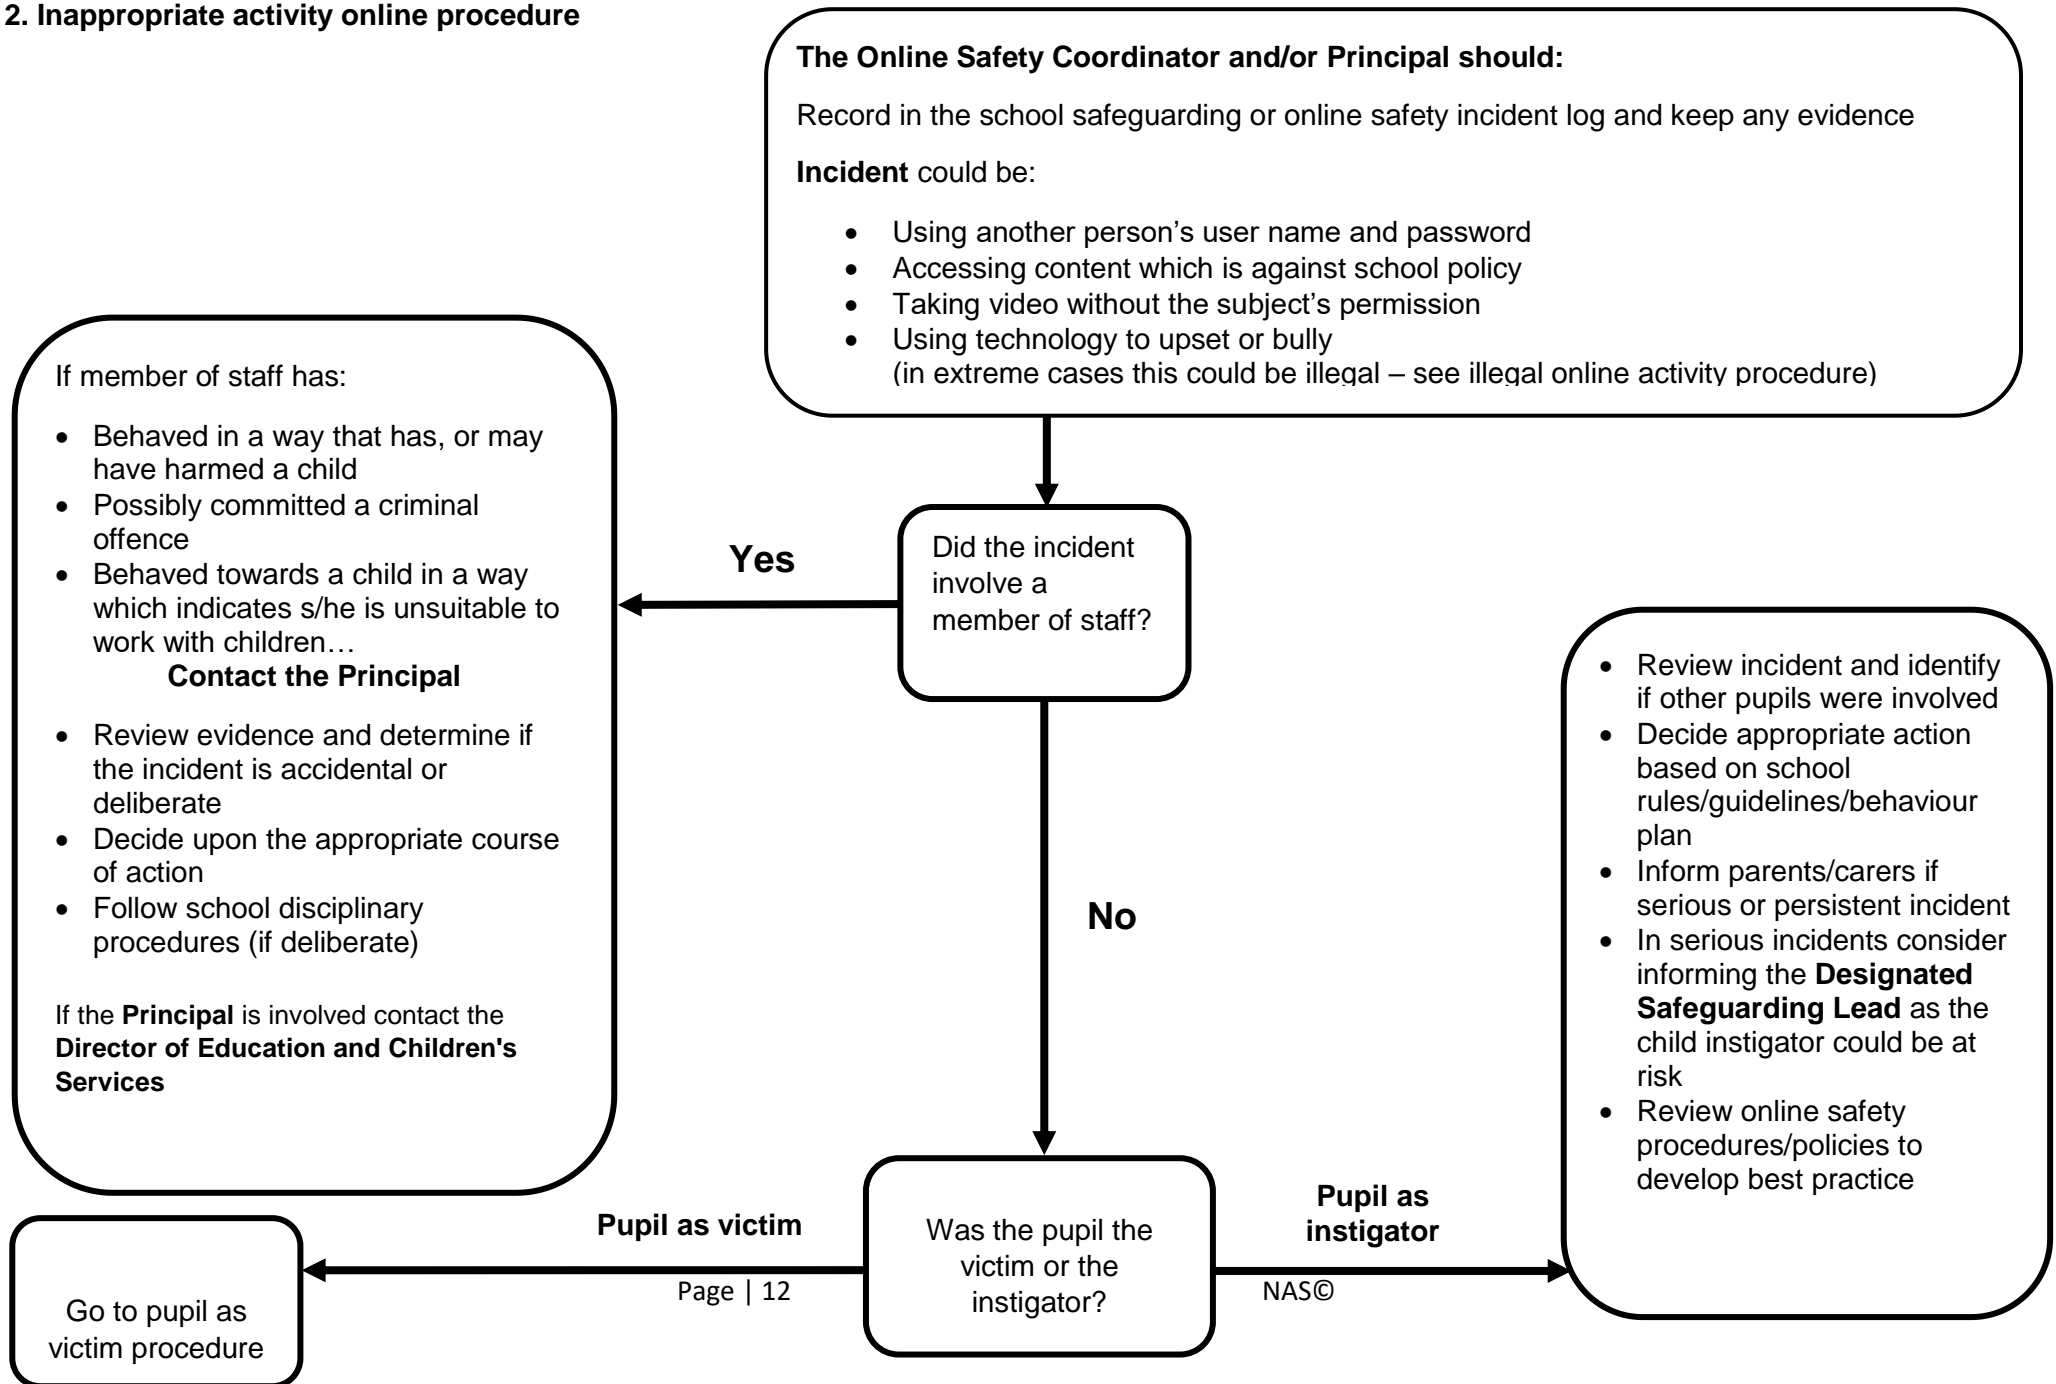 2. Inappropriate activity online procedure
The Online Safety Coordinator and/or Principal should:
Record in the school safeguarding or online safety incident log and keep any evidence
Incident could be:
• Using another person’s user name and password
• Accessing content which is against school policy
• Taking video without the subject’s permission
• Using technology to upset or bully
(in extreme cases this could be illegal – see illegal online activity procedure)
Did the incident
involve a
member of staff?
Yes
If member of staff has:
• Behaved in a way that has, or may
have harmed a child
• Possibly committed a criminal
offence
• Behaved towards a child in a way
which indicates s/he is unsuitable to
work with children…
Contact the Principal
• Review evidence and determine if
the incident is accidental or
deliberate
• Decide upon the appropriate course
of action
• Follow school disciplinary
procedures (if deliberate)
If the Principal is involved contact the
Director of Education and Children's
Services
No
Was the pupil the
victim or the
instigator?
Pupil as victim
Go to pupil as
victim procedure
Pupil as
instigator
• Review incident and identify
if other pupils were involved
• Decide appropriate action
based on school
rules/guidelines/behaviour
plan
• Inform parents/carers if
serious or persistent incident
• In serious incidents consider
informing the Designated
Safeguarding Lead as the
child instigator could be at
risk
• Review online safety
procedures/policies to
develop best practice
Page | 12
NAS©